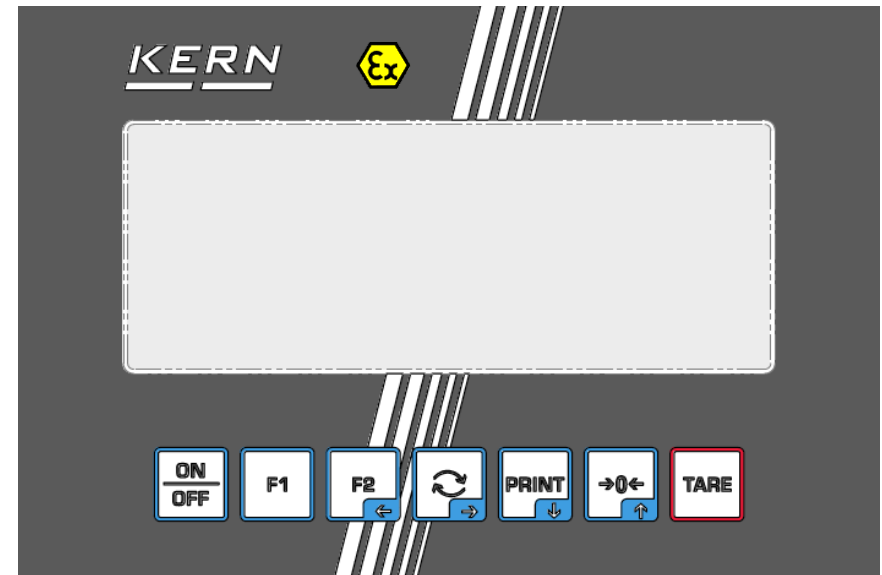 KERN
Ex
ON
OFF
F1
F2
PRINT
→0←
TARE